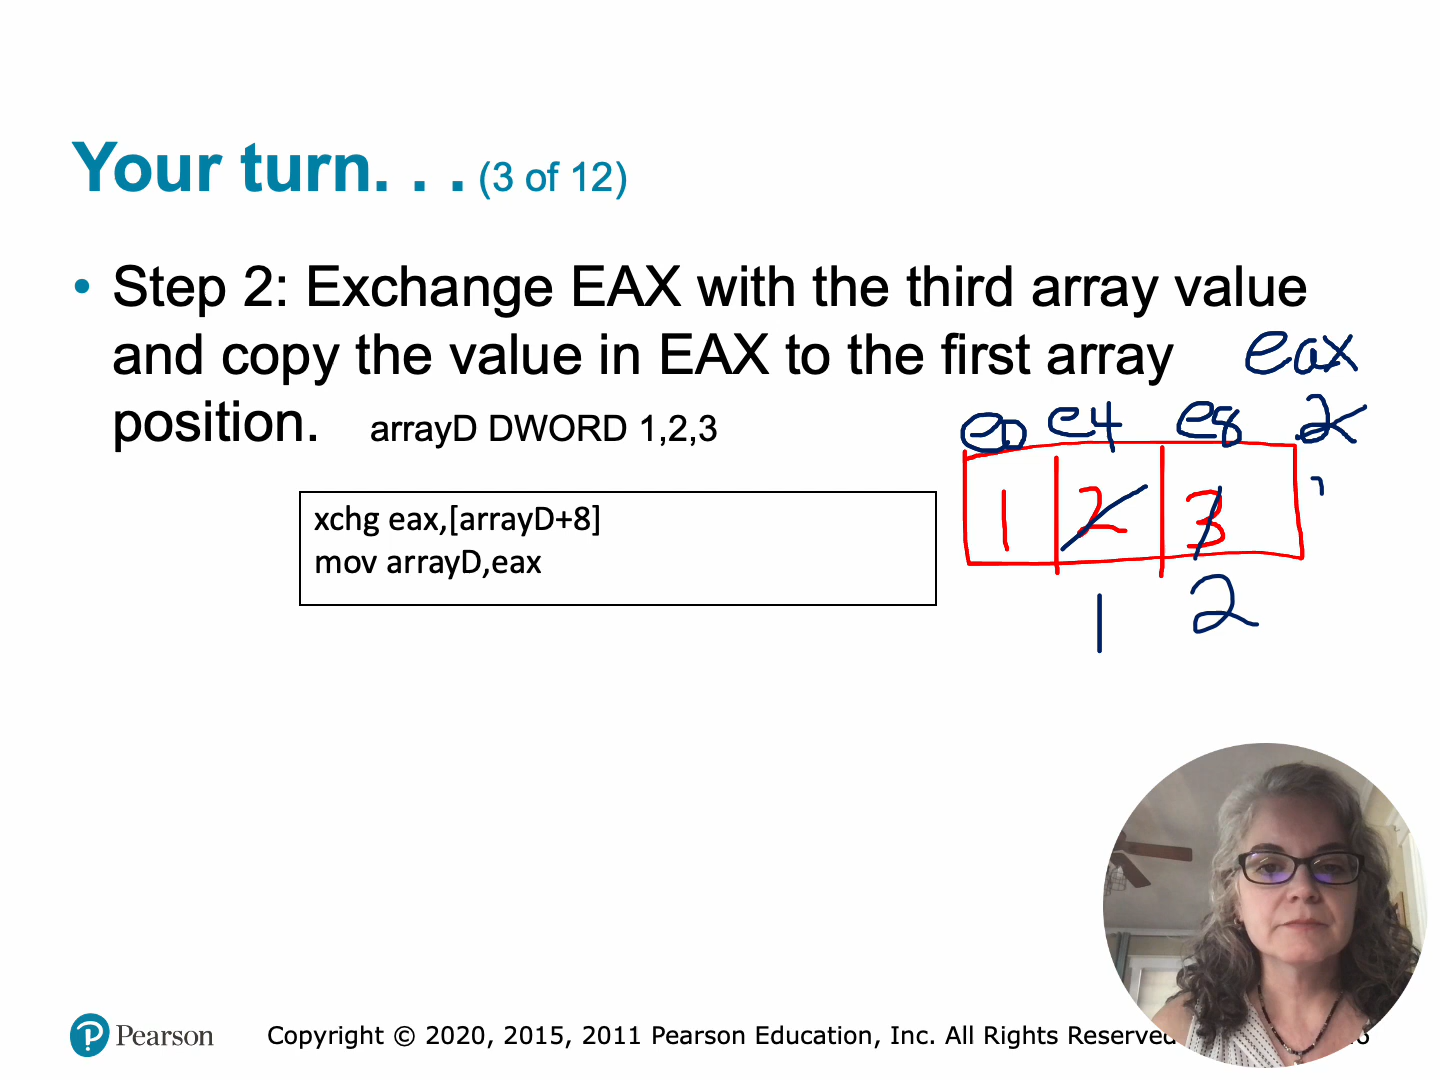 Your turn. . . (3 of 12)
• Step 2: Exchange EAX with the third array value
and copy the value in EAX to the first array
position. arrayD DWORD 1,2,3
eax
e0 e4 e8 2
xchg eax,[arrayD+8]
mov arrayD,eax
1 2 3
1 2
Pearson
Copyright © 2020, 2015, 2011 Pearson Education, Inc. All Rights Reserved